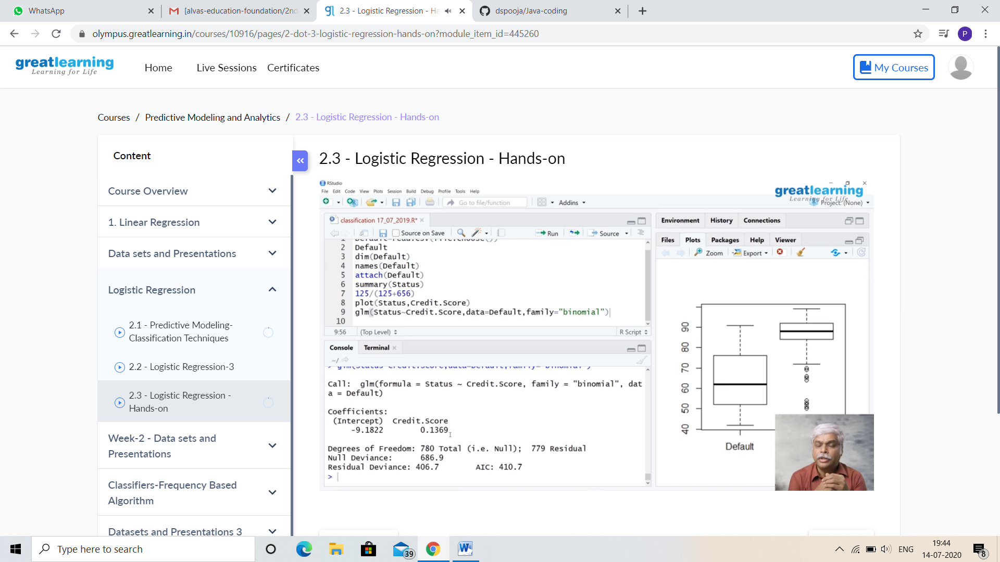 WhatsApp
[alvas-education-foundation/2nd
2.3 - Logistic Regression - Ha
dspooja/Java-coding
olympus.greatlearning.in/courses/10916/pages/2-dot-3-logistic-regression-hands-on?module_item_id=445260
P
greatlearning
Learning for Life
Home
Live Sessions
Certificates
My Courses
Courses / Predictive Modeling and Analytics / 2.3 - Logistic Regression - Hands-on
Content
Course Overview
1. Linear Regression
Data sets and Presentations
Logistic Regression
2.1 - Predictive Modeling-
Classification Techniques
2.2 - Logistic Regression-3
2.3 - Logistic Regression -
Hands-on
Week-2 - Data sets and
Presentations
Classifiers-Frequency Based
Algorithm
Datasets and Presentations 3
2.3 - Logistic Regression - Hands-on
RStudio
File Edit Code View Plots Session Build Debug Profile Tools Help
Go to file/function
Addins
greatlearning
Learning for Life
Project: (None)
classification 17_07_2019.R*
Source on Save
Run
Source
2 Default
3 dim(Default)
4 names(Default)
5 attach(Default)
6 summary(Status)
7 125/(125+656)
8 plot(Status,Credit.Score)
9 glm(Status~Credit.Score,data=Default,family="binomial")
10
9:56 (Top Level) R Script
Console Terminal
~/
Call: glm(formula = Status ~ Credit.Score, family = "binomial", dat
a = Default)
Coefficients:
(Intercept) Credit.Score
-9.1822 0.1369
Degrees of Freedom: 780 Total (i.e. Null); 779 Residual
Null Deviance: 686.9
Residual Deviance: 406.7 AIC: 410.7
>
Environment History Connections
Files Plots Packages Help Viewer
Zoom Export
90
80
70
60
50
40
Default
Type here to search
39
ENG
19:44
14-07-2020
8